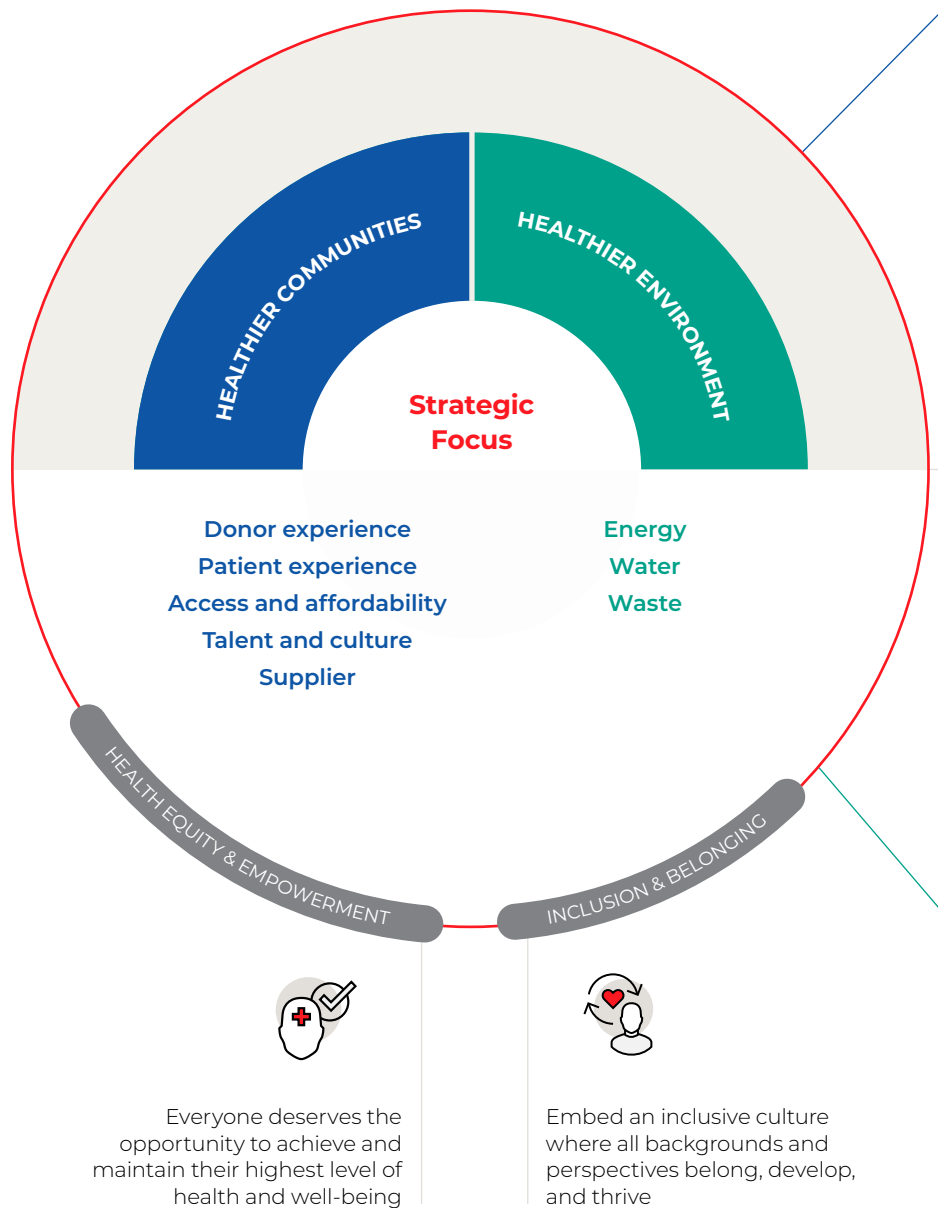 HEALTHIER COMMUNITIES
HEALTHIER ENVIRONMENT
Strategic
Focus
Donor experience
Patient experience
Access and affordability
Talent and culture
Supplier
Energy
Water
Waste
HEALTH EQUITY & EMPOWERMENT
INCLUSION & BELONGING
Everyone deserves the
opportunity to achieve and
maintain their highest level of
health and well-being
Embed an inclusive culture
where all backgrounds and
perspectives belong, develop,
and thrive